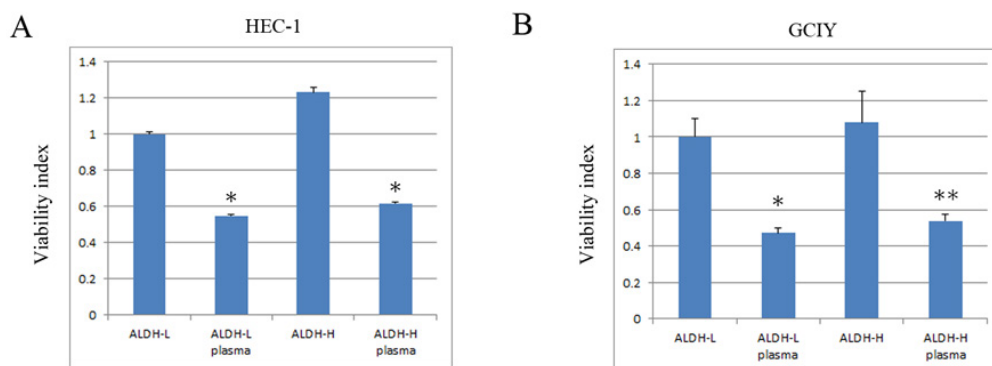 A
HEC-1
Viability index
1.4
1.2
1
0.8
0.6
0.4
0.2
0
*
*
ALDH-L
ALDH-L
plasma
ALDH-H
ALDH-H
plasma
B
GCIY
Viability index
1.4
1.2
1
0.8
0.6
0.4
0.2
0
*
**
ALDH-L
ALDH-L
plasma
ALDH-H
ALDH-H
plasma